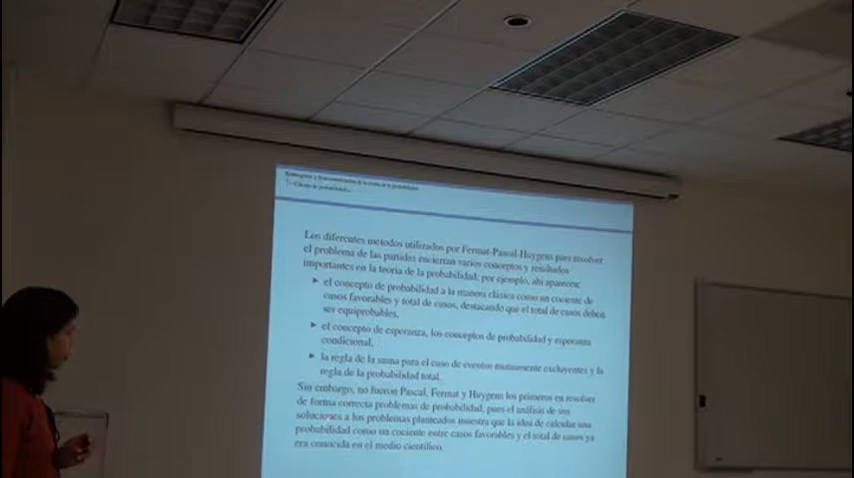 de la probabilidad
Los diferentes métodos utilizados por Fermat-Pascal-Huygens para resolver
el problema de las partidas encierran varios conceptos y resultados
importantes en la teoría de la probabilidad; por ejemplo, ahí aparecen:
► el concepto de probabilidad a la manera clásica como un cociente de
casos favorables y total de casos, destacando que el total de casos deben
ser equiprobables,
► el concepto de esperanza, los conceptos de probabilidad y esperanza
condicional,
► la regla de la suma para el caso de eventos mutuamente excluyentes y la
regla de la probabilidad total.
Sin embargo, no fueron Pascal, Fermat y Huygens los primeros en resolver
de forma correcta problemas de probabilidad, pues el análisis de sus
soluciones a los problemas planteados muestra que la idea de calcular una
probabilidad como un cociente entre casos favorables y el total de casos ya
era conocida en el medio científico.